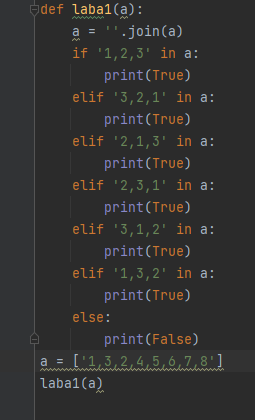 def laba1(a):
    a = ''.join(a)
    if '1,2,3' in a:
        print(True)
    elif '3,2,1' in a:
        print(True)
    elif '2,1,3' in a:
        print(True)
    elif '2,3,1' in a:
        print(True)
    elif '3,1,2' in a:
        print(True)
    elif '1,3,2' in a:
        print(True)
    else:
        print(False)
a = ['1,3,2,4,5,6,7,8']
laba1(a)